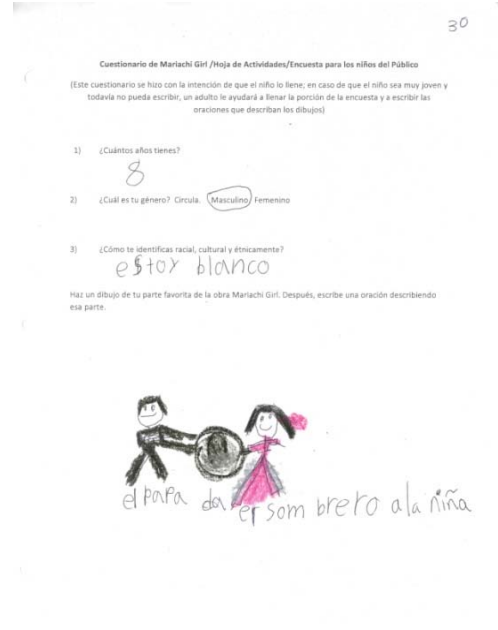 30
Cuestionario de Mariachi Girl /Hoja de Actividades/Encuesta para los niños del Público
(Este cuestionario se hizo con la intención de que el niño lo llene; en caso de que el niño sea muy joven y
todavía no pueda escribir, un adulto le ayudará a llenar la porción de la encuesta y a escribir las
oraciones que describan los dibujos)
1) ¿Cuántos años tienes?
8
2) ¿Cuál es tu género? Circula. Masculino/ Femenino
3) ¿Cómo te identificas racial, cultural y étnicamente?
estoy blanco
Haz un dibujo de tu parte favorita de la obra Mariachi Girl. Después, escribe una oración describiendo
esa parte.
el papa da er sombrero a la niña